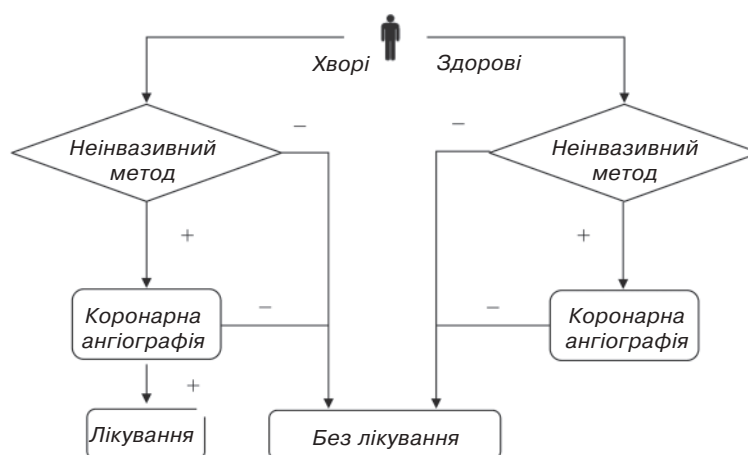 Хворі
Здорові
−
−
Неінвазивний
метод
Неінвазивний
метод
+
+
Коронарна
ангіографія
−
−
Коронарна
ангіографія
+
Лікування
Без лікування